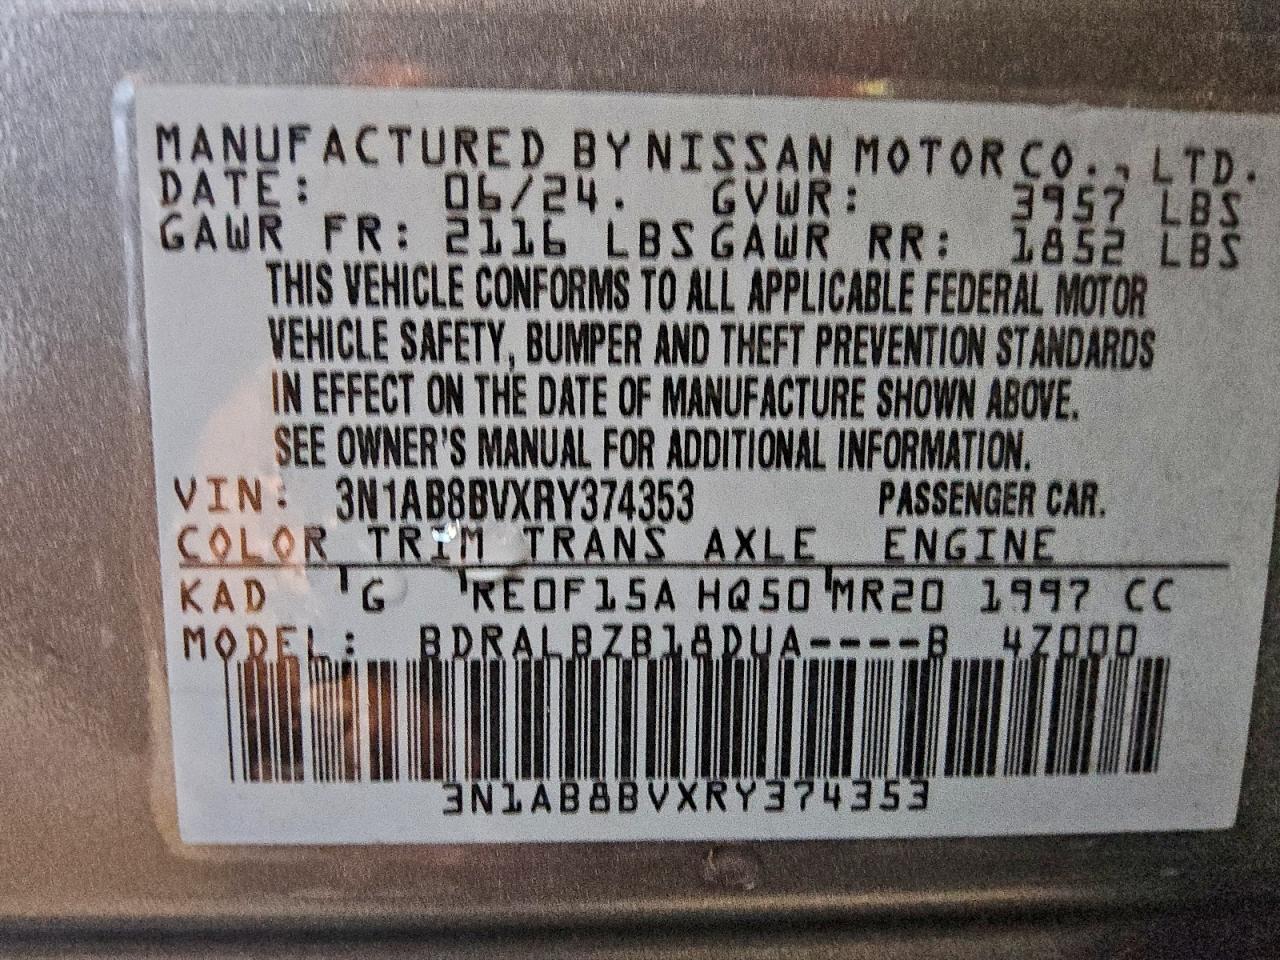 MANUFACTURED BY NISSAN MOTOR CO., LTD.
DATE: 06/24. GVWR: 3957 LBS
GAWR FR: 2116 LBS GAWR RR: 1852 LBS
THIS VEHICLE CONFORMS TO ALL APPLICABLE FEDERAL MOTOR
VEHICLE SAFETY, BUMPER AND THEFT PREVENTION STANDARDS
IN EFFECT ON THE DATE OF MANUFACTURE SHOWN ABOVE.
SEE OWNER'S MANUAL FOR ADDITIONAL INFORMATION.
VIN: 3N1AB8BVXRY374353 PASSENGER CAR.
COLOR TRIM TRANS AXLE ENGINE
KAD G RE0F15A HQ50 MR20 1997 CC
MODEL: BDRALBZB18DUA----B 4Z000
3N1AB8BVXRY374353